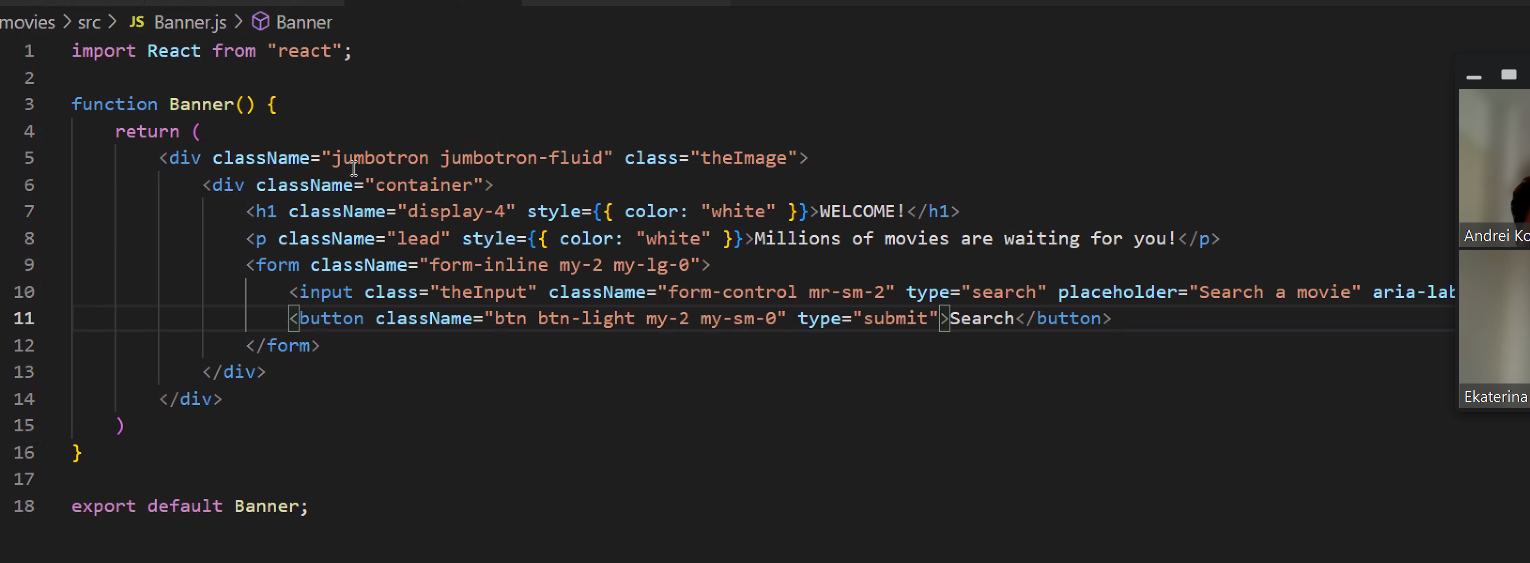 movies > src > JS Banner.js > Banner
1 import React from "react";
2
3 function Banner() {
4 return (
5 <div className="jumbotron jumbotron-fluid" class="theImage">
6 <div className="container">
7 <h1 className="display-4" style={{ color: "white" }}>WELCOME!</h1>
8 <p className="lead" style={{ color: "white" }}>Millions of movies are waiting for you!</p>
9 <form className="form-inline my-2 my-lg-0">
10 <input class="theInput" className="form-control mr-sm-2" type="search" placeholder="Search a movie" aria-lab
11 <button className="btn btn-light my-2 my-sm-0" type="submit">Search</button>
12 </form>
13 </div>
14 </div>
15 )
16 }
17
18 export default Banner;
Andrei Ko
Ekaterina